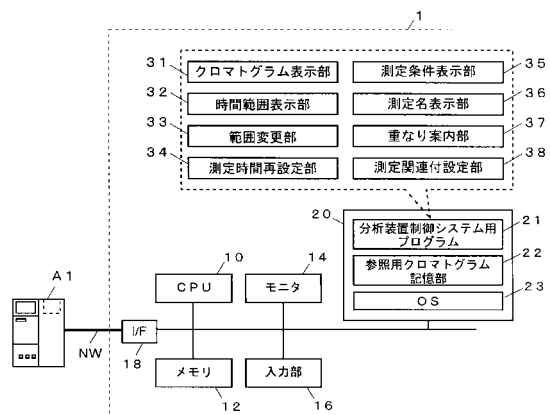 1
31
クロマトグラム表示部
測定条件表示部
35
32
時間範囲表示部
測定名表示部
36
33
範囲変更部
重なり案内部
37
34
測定時間再設定部
測定関連付設定部
38
20
分析装置制御システム用
プログラム
21
参照用クロマトグラム
記憶部
22
OS
23
A1
10
CPU
14
モニタ
NW
I/F
18
メモリ
12
入力部
16